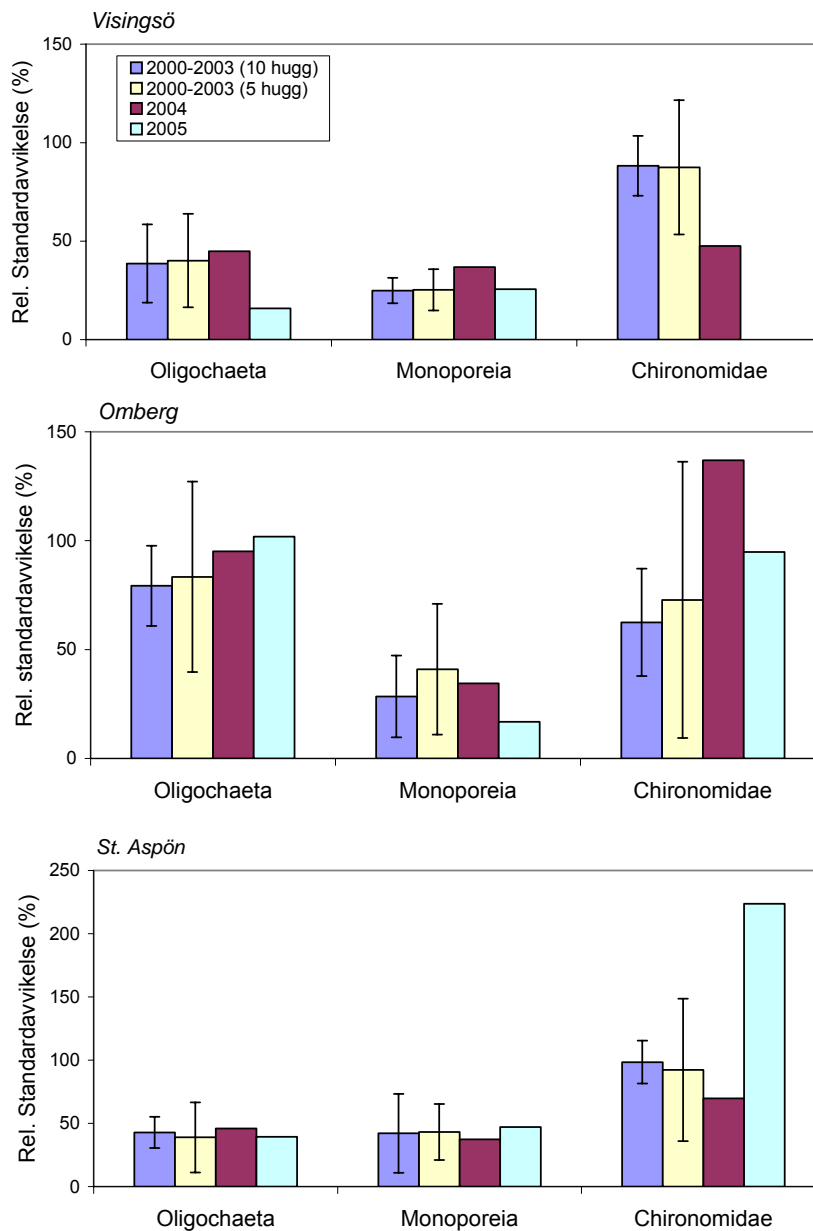 Visingsö
150
100
50
0
Rel. Standardavvikelse (%)
2000-2003 (10 hugg)
2000-2003 (5 hugg)
2004
2005
Oligochaeta Monoporeia Chironomidae
Omberg
150
100
50
0
Rel. standardavvikelse (%)
Oligochaeta Monoporeia Chironomidae
St. Aspön
250
200
150
100
50
0
Rel. Standardavvikelse (%)
Oligochaeta Monoporeia Chironomidae